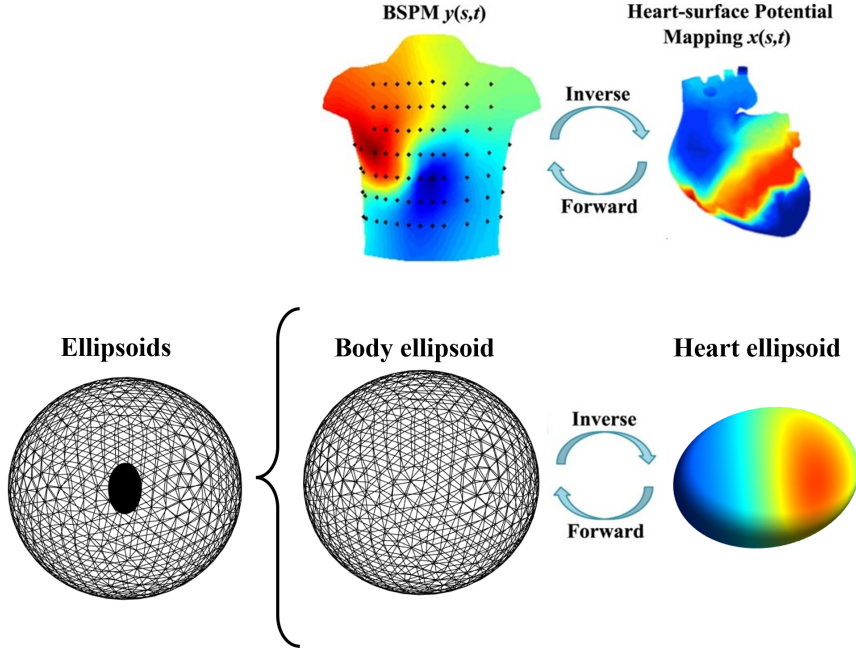 BSPM y(s,t)
Heart-surface Potential
Mapping x(s,t)
Inverse
Forward
Ellipsoids
Body ellipsoid
Heart ellipsoid
Inverse
Forward